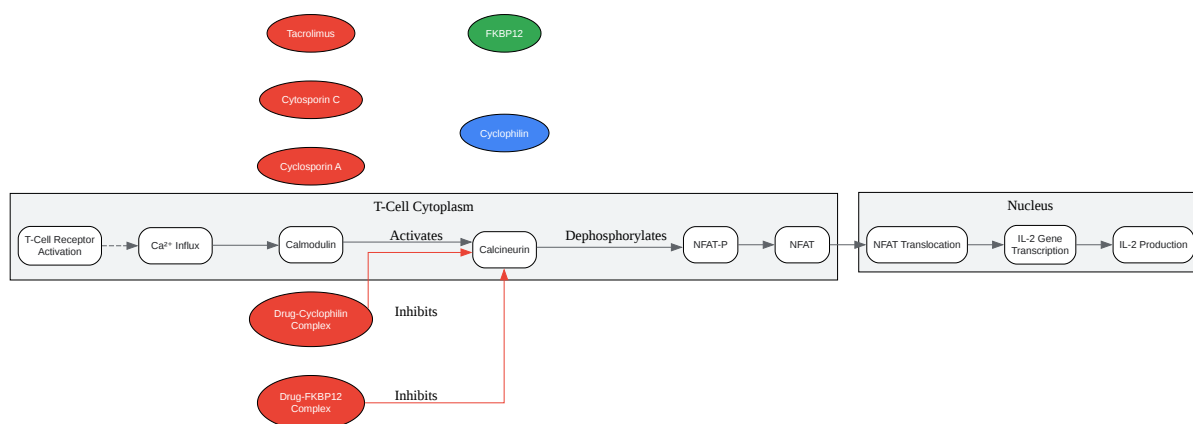 Tacrolimus
FKBP12
Cytosporin C
Cyclophilin
Cyclosporin A
T-Cell Cytoplasm
Nucleus
T-Cell Receptor
Activation
Ca²⁺ Influx
Calmodulin
Activates
Calcineurin
Dephosphorylates
NFAT-P
NFAT
NFAT Translocation
IL-2 Gene
Transcription
IL-2 Production
Drug-Cyclophilin
Complex
Inhibits
Drug-FKBP12
Complex
Inhibits